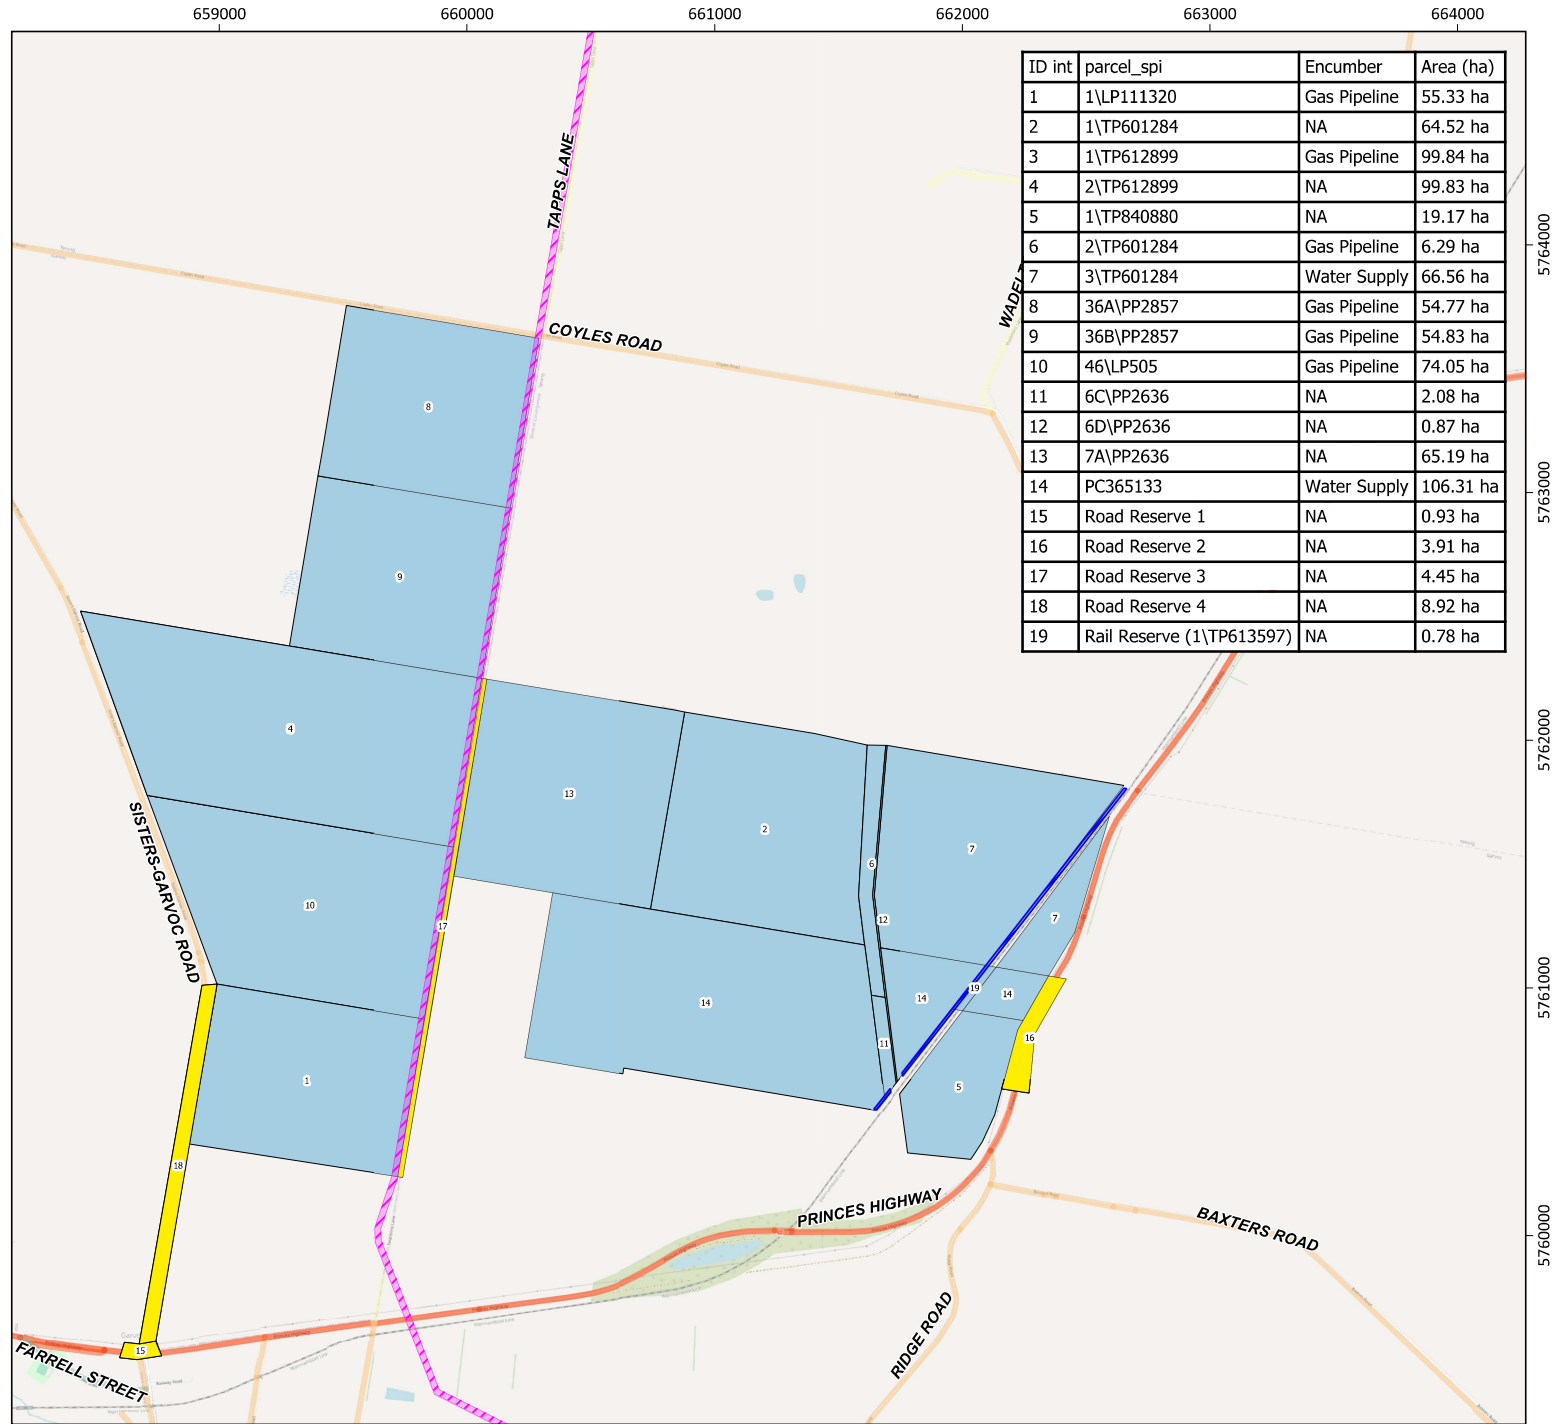 659000 660000 661000 662000 663000 664000
ID int parcel_spi Encumber Area (ha)
1 1\LP111320 Gas Pipeline 55.33 ha
2 1\TP601284 NA 64.52 ha
3 1\TP612899 Gas Pipeline 99.84 ha
4 2\TP612899 NA 99.83 ha
5 1\TP840880 NA 19.17 ha
6 2\TP601284 Gas Pipeline 6.29 ha
7 3\TP601284 Water Supply 66.56 ha
8 36A\PP2857 Gas Pipeline 54.77 ha
9 36B\PP2857 Gas Pipeline 54.83 ha
10 46\LP505 Gas Pipeline 74.05 ha
11 6C\PP2636 NA 2.08 ha
12 6D\PP2636 NA 0.87 ha
13 7A\PP2636 NA 65.19 ha
14 PC365133 Water Supply 106.31 ha
15 Road Reserve 1 NA 0.93 ha
16 Road Reserve 2 NA 3.91 ha
17 Road Reserve 3 NA 4.45 ha
18 Road Reserve 4 NA 8.92 ha
19 Rail Reserve (1\TP613597) NA 0.78 ha
TAPPS LANE
5764000
COYLES ROAD
8
5763000
9
4
5762000
13
2
7
6
SISTERS-GARVOC ROAD
10
17
12
7
5761000
14
14
19
14
16
11
1
5
18
PRINCES HIGHWAY
BAXTERS ROAD
5760000
RIDGE ROAD
15
FARRELL STREET